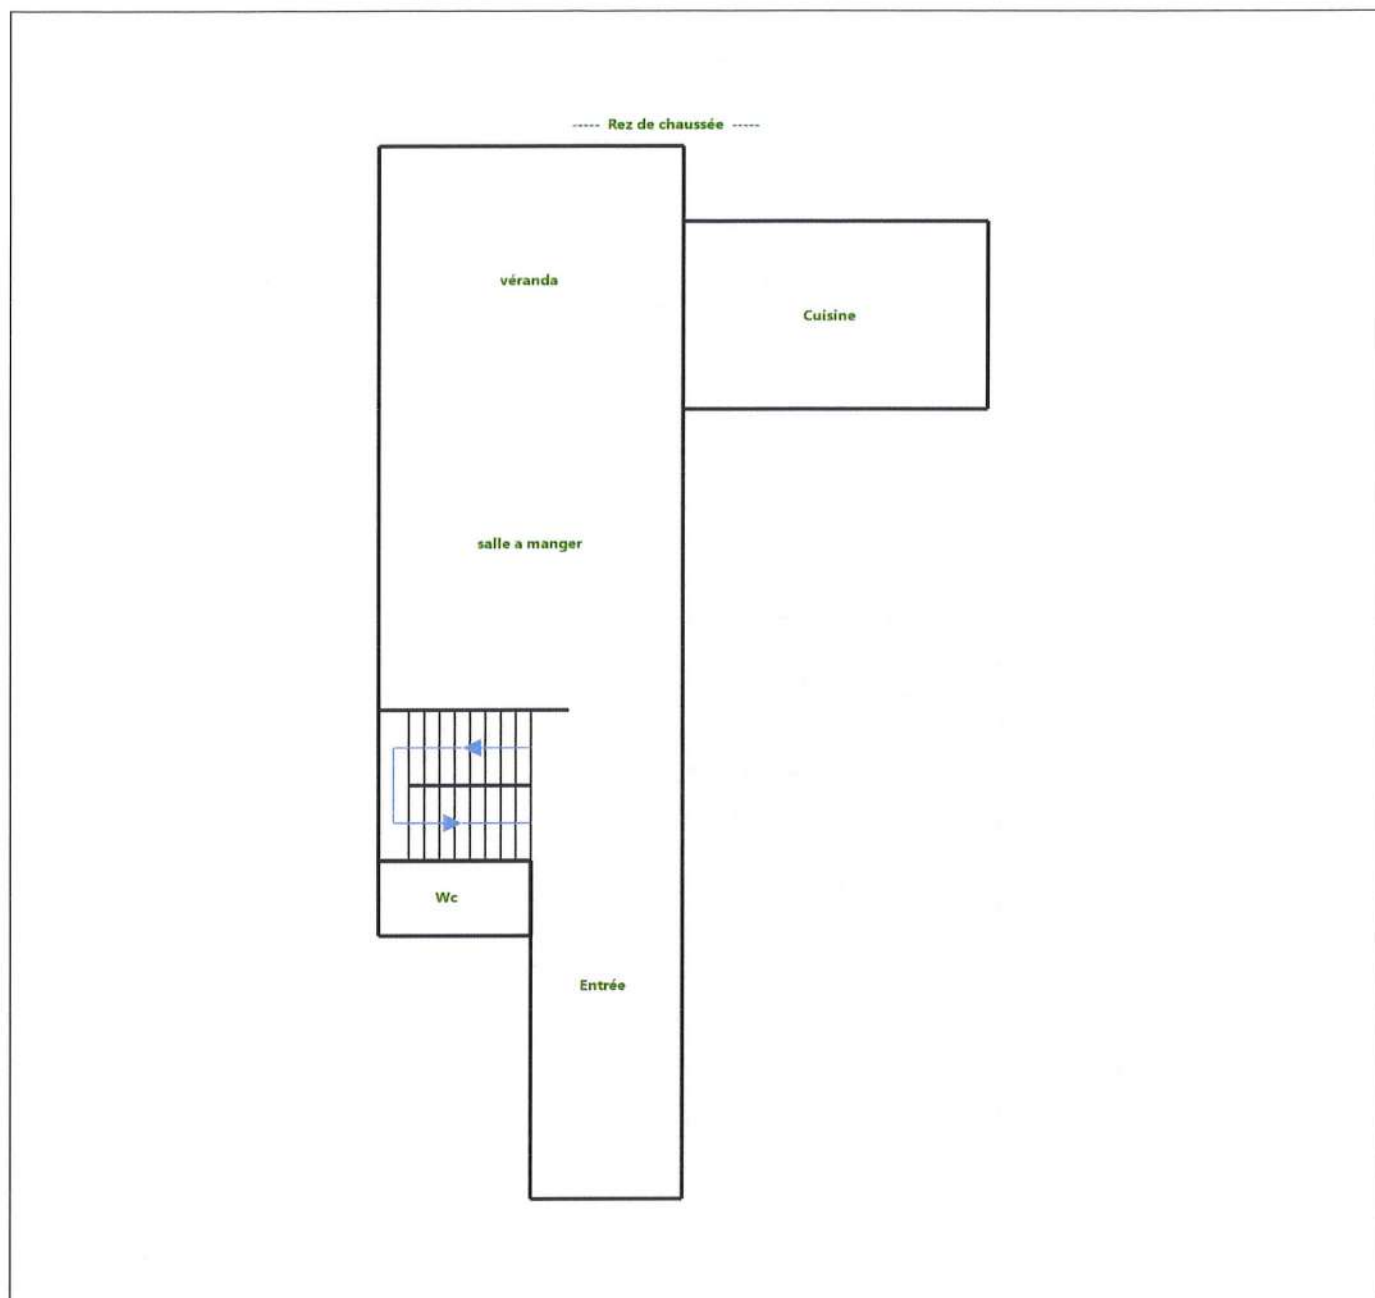 ----- Rez de chaussée -----
véranda
Cuisine
salle a manger
Wc
Entrée